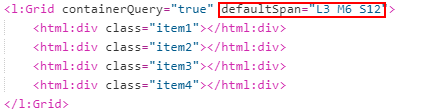 <l:Grid containerQuery="true" defaultSpan="L3 M6 S12">
<html:div class="item1"></html:div>
<html:div class="item2"></html:div>
<html:div class="item3"></html:div>
<html:div class="item4"></html:div>
</l:Grid>